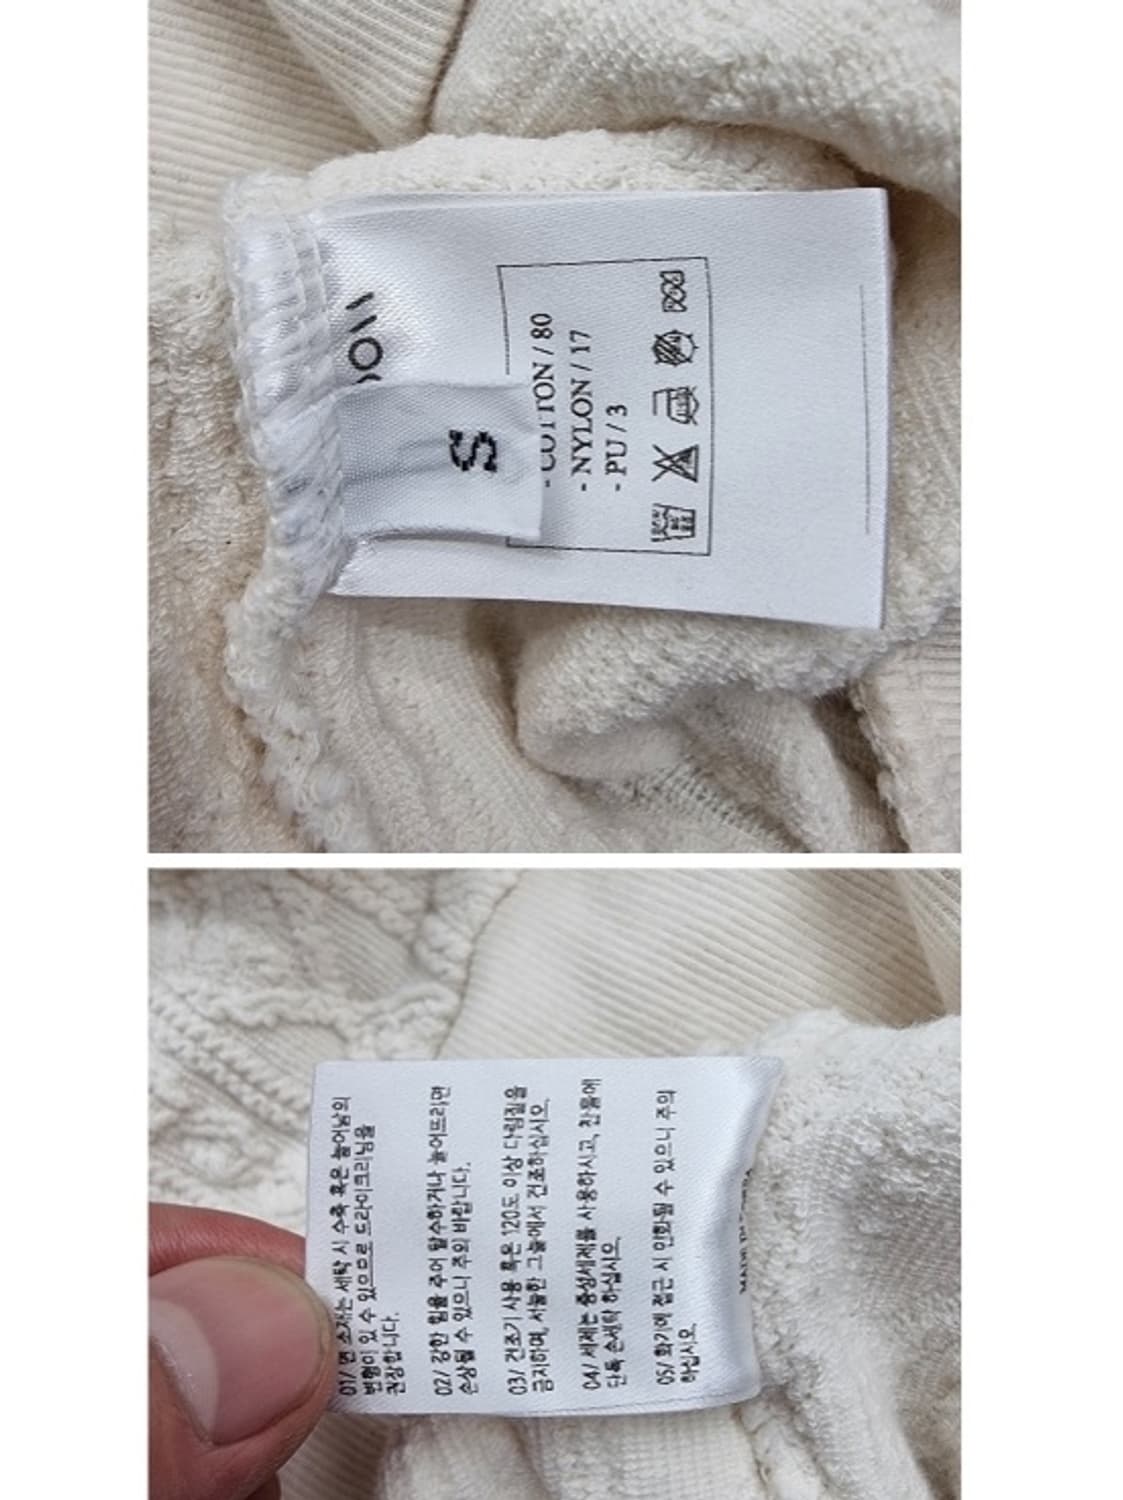 S
- COTTON / 80
- NYLON / 17
- PU / 3
01/ 면 소재는 세탁 시 수축 혹은 늘어남의
변형이 있 수 있으므로 드라이크리닝을
권장합니다.
02/ 강한 힘을 주어 탈수하거나 늘어뜨리면
손상될 수 있으니 주의 바랍니다.
03/ 건조기 사용 혹은 120도 이상 다림질을
금지하며, 서늘한 그늘에서 건조하십시오.
04/ 세제는 중성세제를 사용하시고, 찬물에
단독 손세탁 하십시오.
05/ 화기에 접근 시 인화될 수 있으니 주의
하십시오.